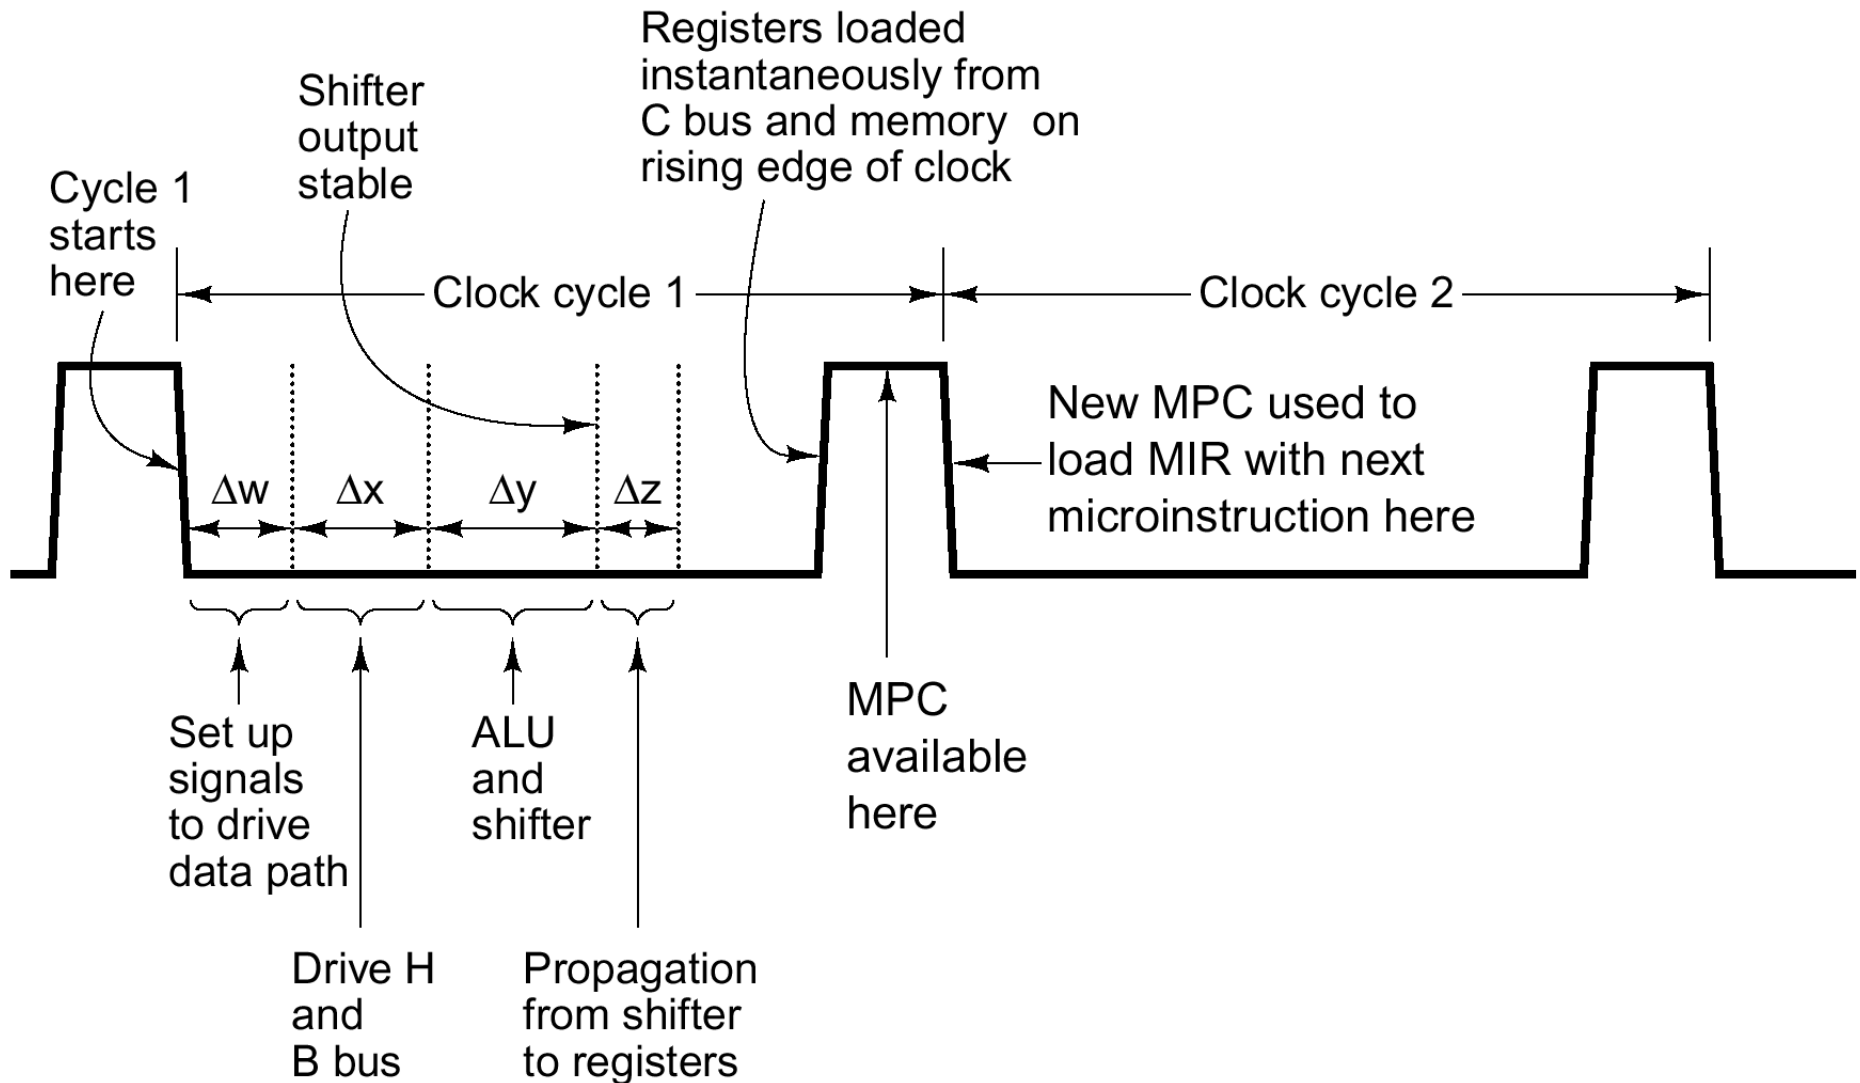 Registers loaded
instantaneously from
C bus and memory on
rising edge of clock
Shifter
output
stable
Cycle 1
starts
here
Clock cycle 1
Clock cycle 2
New MPC used to
load MIR with next
microinstruction here
Δw
Δx
Δy
Δz
MPC
available
here
Set up
signals
to drive
data path
ALU
and
shifter
Drive H
and
B bus
Propagation
from shifter
to registers